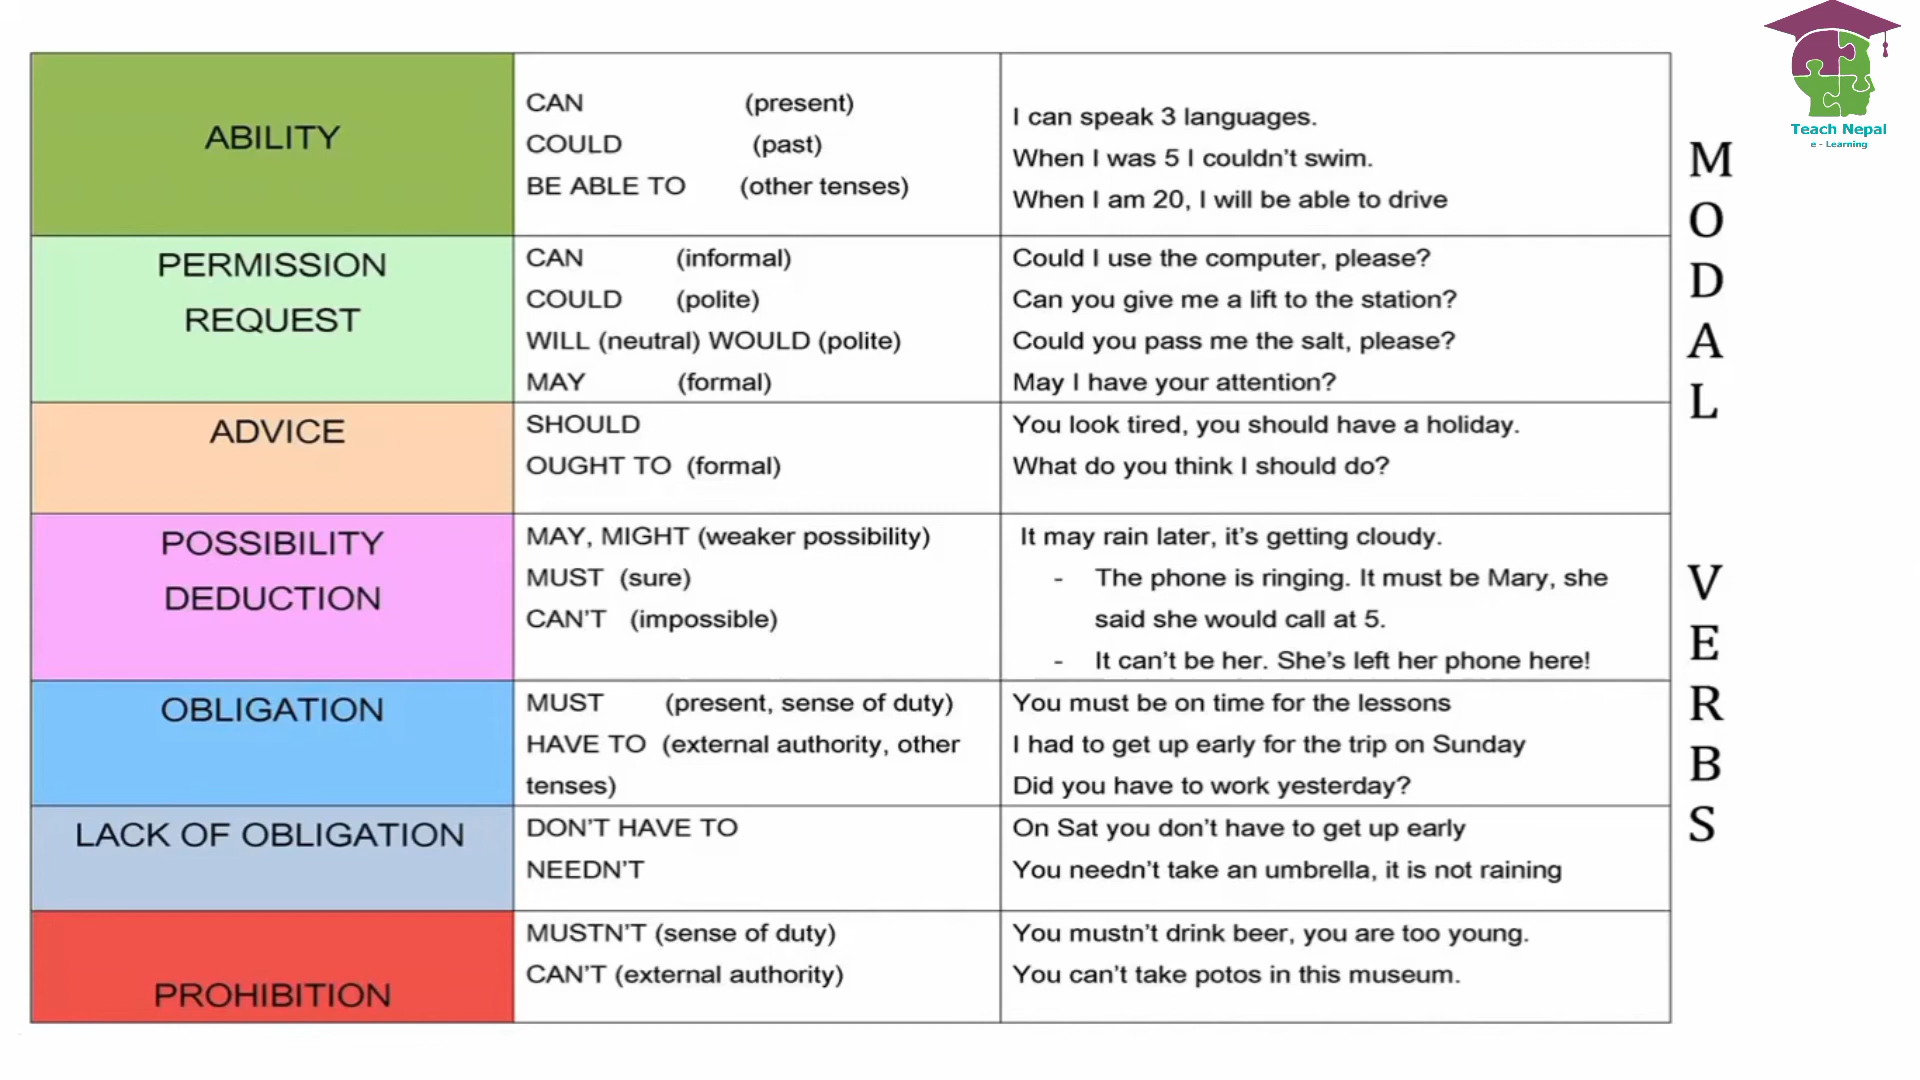 Teach Nepal
e - Learning
MODAL VERBS
ABILITY
CAN (present)
COULD (past)
BE ABLE TO (other tenses)
I can speak 3 languages.
When I was 5 I couldn't swim.
When I am 20, I will be able to drive
PERMISSION
REQUEST
CAN (informal)
COULD (polite)
WILL (neutral) WOULD (polite)
MAY (formal)
Could I use the computer, please?
Can you give me a lift to the station?
Could you pass me the salt, please?
May I have your attention?
ADVICE
SHOULD
OUGHT TO (formal)
You look tired, you should have a holiday.
What do you think I should do?
POSSIBILITY
DEDUCTION
MAY, MIGHT (weaker possibility)
MUST (sure)
CAN'T (impossible)
It may rain later, it's getting cloudy.
- The phone is ringing. It must be Mary, she
said she would call at 5.
- It can't be her. She's left her phone here!
OBLIGATION
MUST (present, sense of duty)
HAVE TO (external authority, other
tenses)
You must be on time for the lessons
I had to get up early for the trip on Sunday
Did you have to work yesterday?
LACK OF OBLIGATION
DON'T HAVE TO
NEEDN'T
On Sat you don't have to get up early
You needn't take an umbrella, it is not raining
PROHIBITION
MUSTN'T (sense of duty)
CAN'T (external authority)
You mustn't drink beer, you are too young.
You can't take potos in this museum.